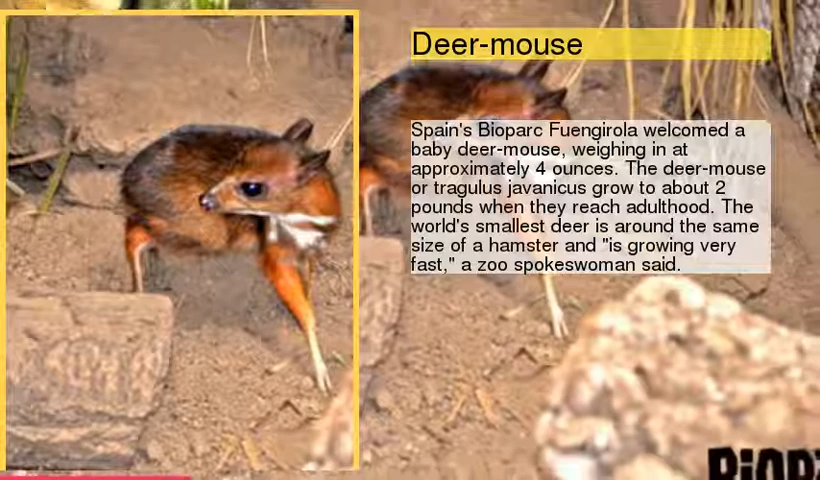 Deer-mouse
Spain's Bioparc Fuengirola welcomed a
baby deer-mouse, weighing in at
approximately 4 ounces. The deer-mouse
or tragulus javanicus grow to about 2
pounds when they reach adulthood. The
world's smallest deer is around the same
size of a hamster and "is growing very
fast," a zoo spokeswoman said.